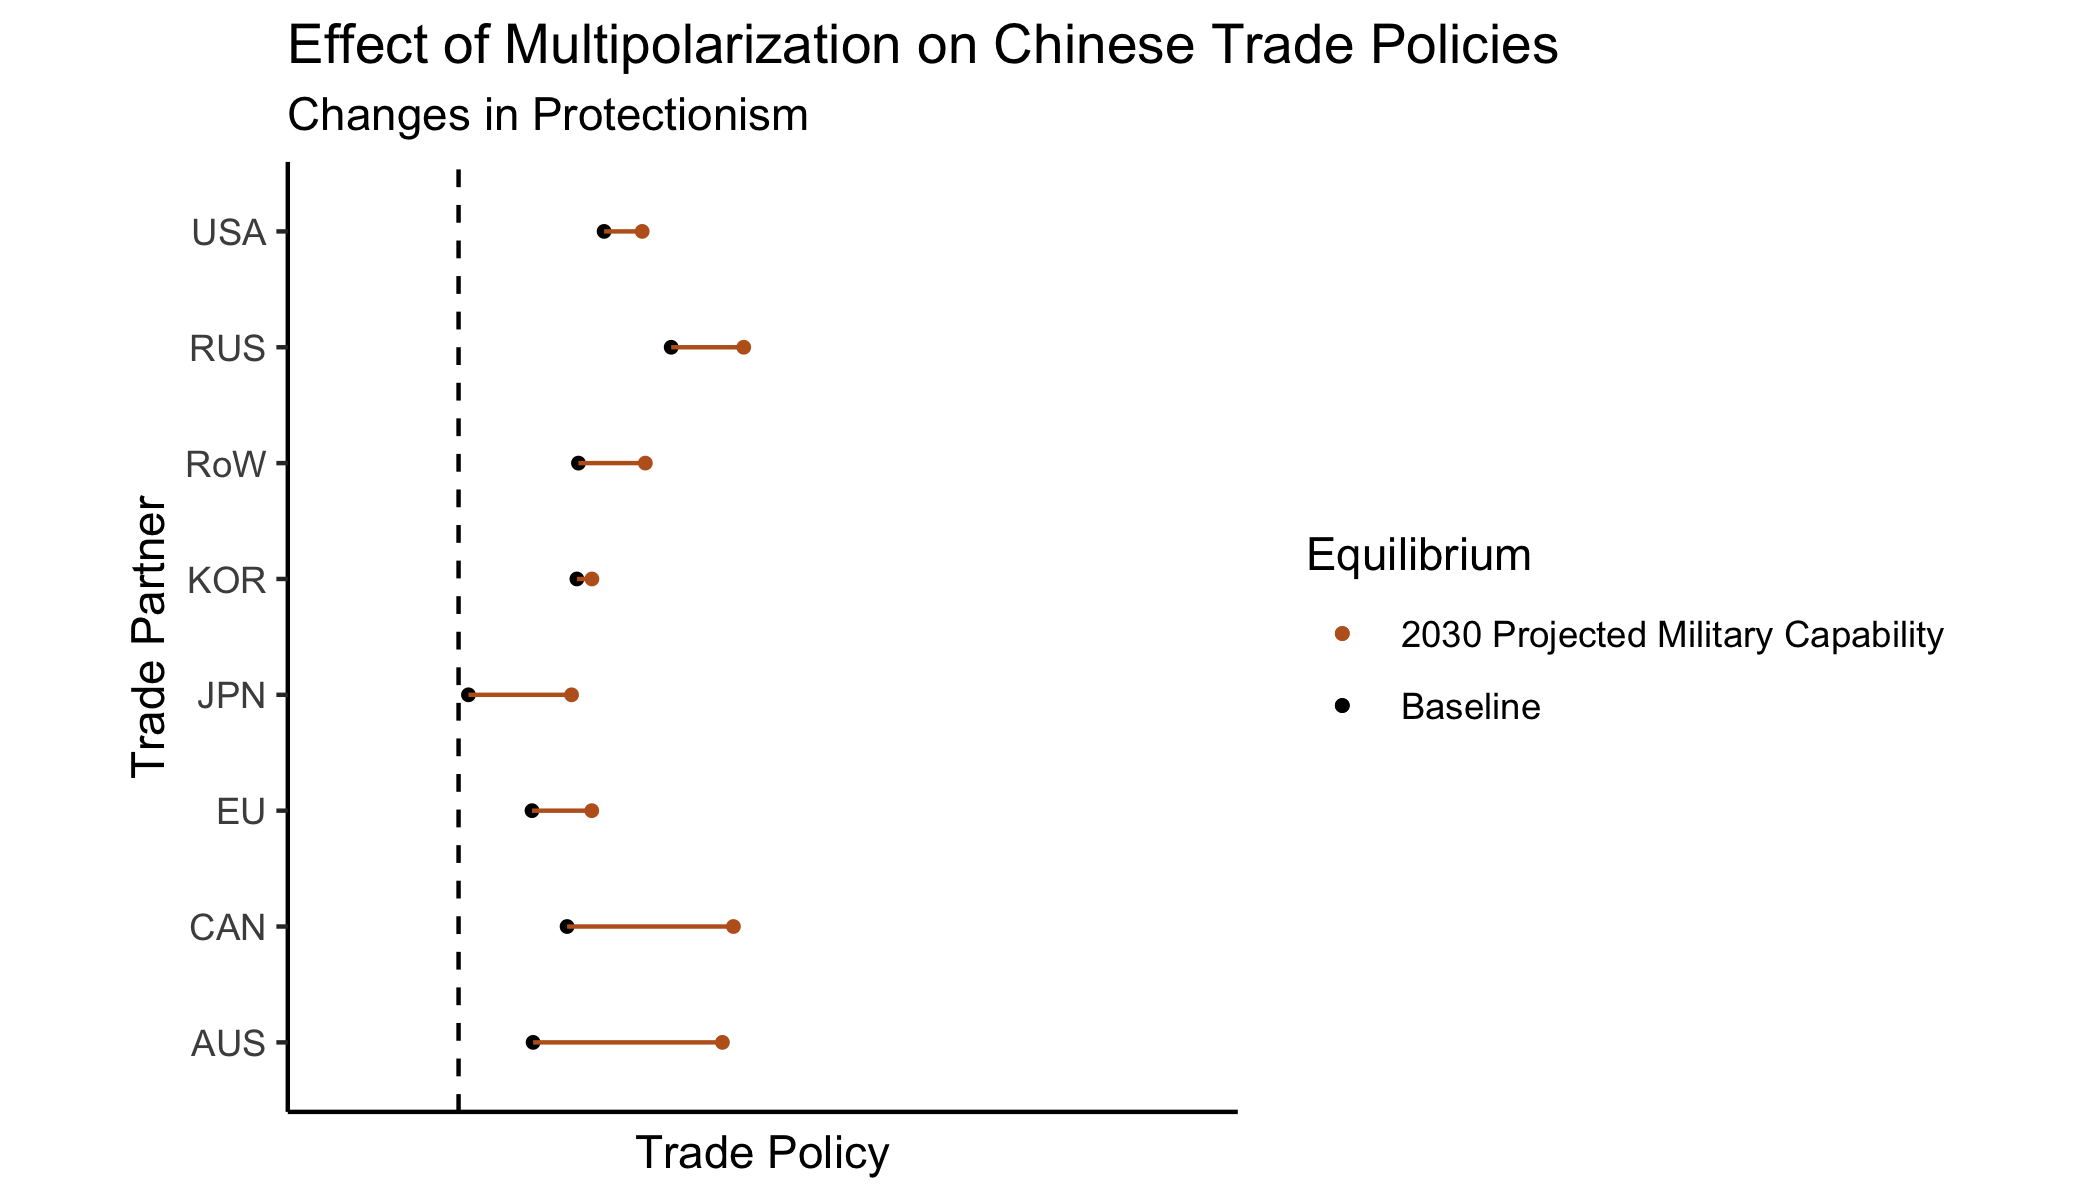 Effect of Multipolarization on Chinese Trade Policies
Changes in Protectionism
Trade Partner
USA
RUS
RoW
KOR
JPN
EU
CAN
AUS
Trade Policy
Equilibrium
2030 Projected Military Capability
Baseline